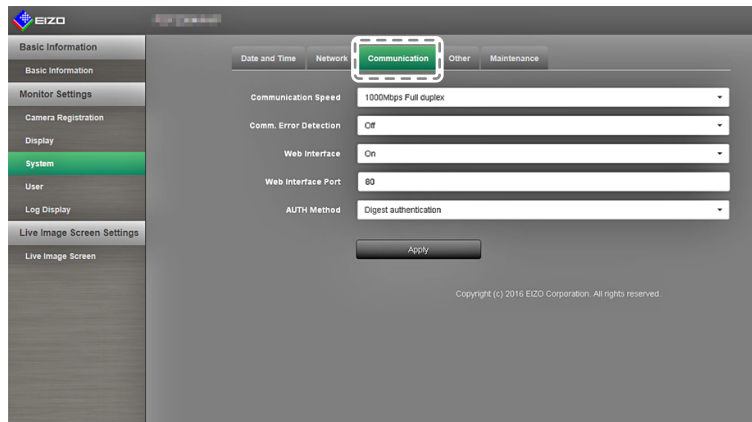 EIZO
Basic Information
Basic Information
Monitor Settings
Camera Registration
Display
System
User
Log Display
Live Image Screen Settings
Live Image Screen
Date and Time Network Communication Other Maintenance
Communication Speed 1000Mbps Full duplex
Comm. Error Detection Off
Web Interface On
Web Interface Port 80
AUTH Method Digest authentication
Apply
Copyright (c) 2016 EIZO Corporation. All rights reserved.